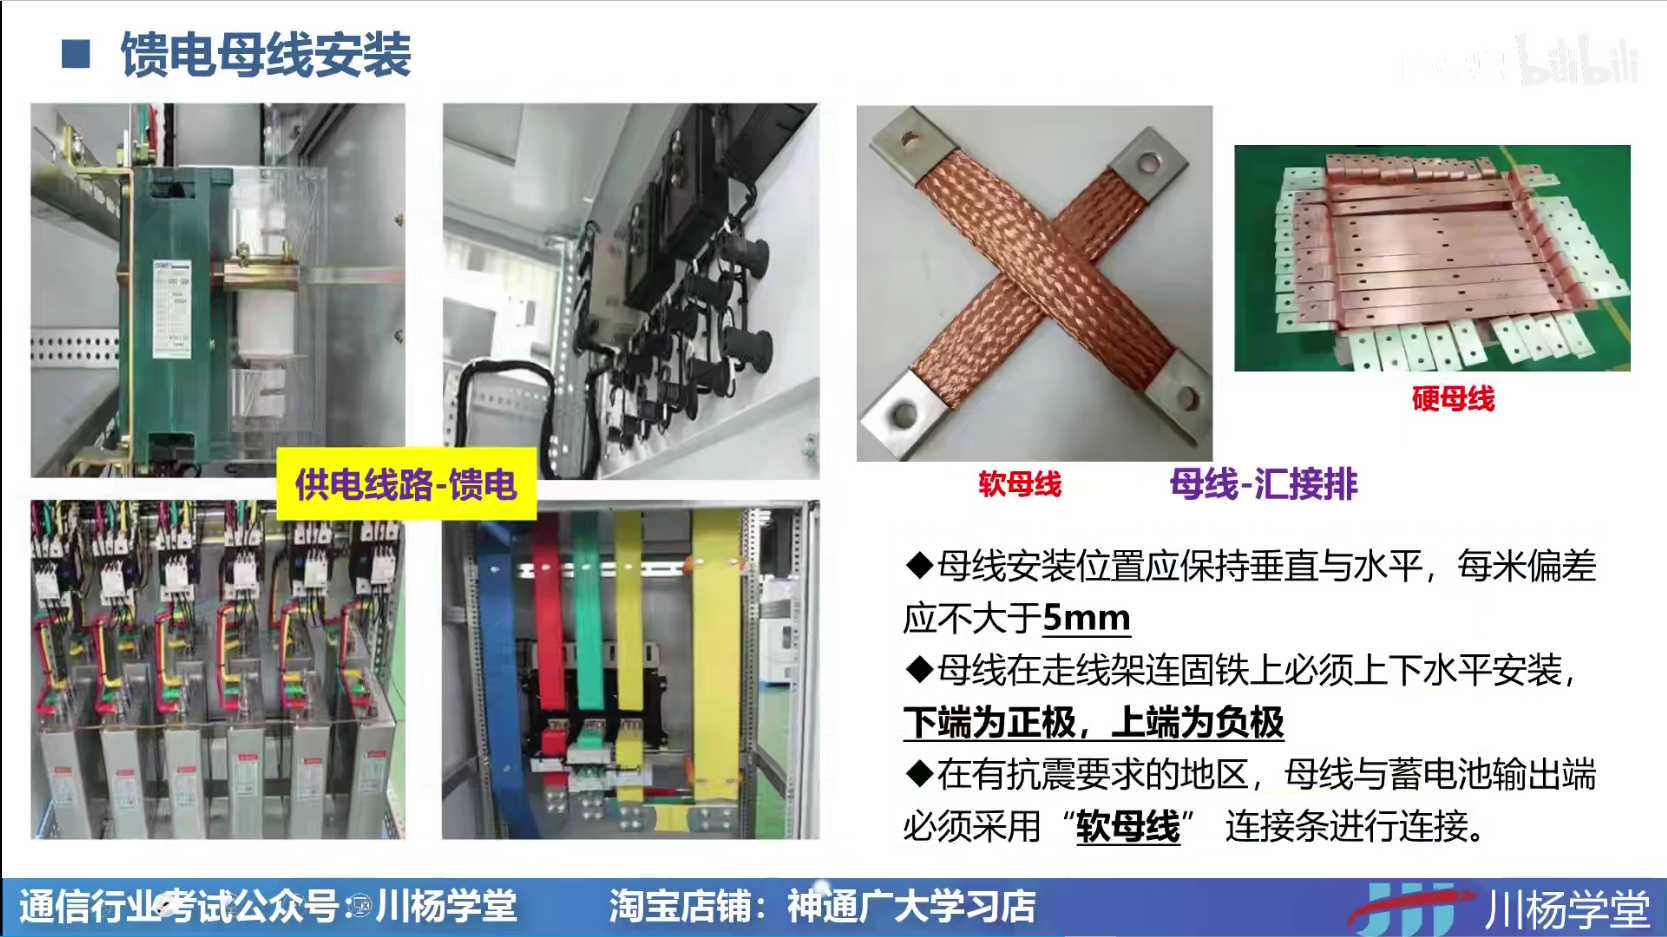 馈电母线安装
bilibili
供电线路-馈电
软母线
硬母线
母线-汇接排
◆母线安装位置应保持垂直与水平，每米偏差
应不大于5mm
◆母线在走线架连固铁上必须上下水平安装，
下端为正极，上端为负极
◆在有抗震要求的地区，母线与蓄电池输出端
必须采用“软母线” 连接条进行连接。
通信行业考试公众号：川杨学堂
淘宝店铺：神通广大学习店
川杨学堂